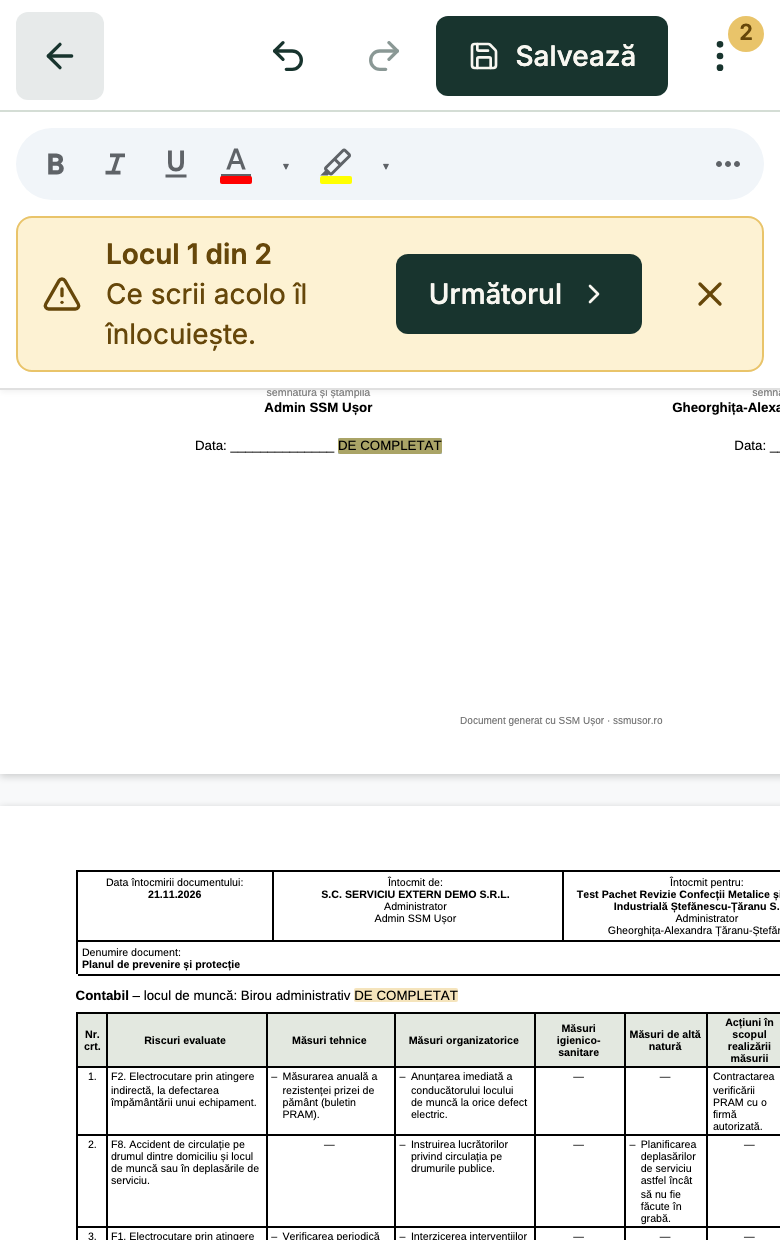 2
Salvează
B I U A
Locul 1 din 2
Ce scrii acolo îl
înlocuiește.
Următorul
semnătură și ștampilă
Admin SSM Ușor
Gheorghița-Alexa
Data: ______________ DE COMPLETAT
Data: __
Document generat cu SSM Ușor · ssmusor.ro
Data întocmirii documentului:
21.11.2026
Întocmit de:
S.C. SERVICIU EXTERN DEMO S.R.L.
Administrator
Admin SSM Ușor
Întocmit pentru:
Test Pachet Revizie Confecții Metalice și
Industrială Ștefănescu-Țăranu S.
Administrator
Gheorghița-Alexandra Țăranu-Ștefăn
Denumire document:
Planul de prevenire și protecție
Contabil – locul de muncă: Birou administrativ DE COMPLETAT
Nr.
crt.
Riscuri evaluate
Măsuri tehnice
Măsuri organizatorice
Măsuri
igienico-
sanitare
Măsuri de altă
natură
Acțiuni în
scopul
realizării
măsurii
1.
F2. Electrocutare prin atingere
indirectă, la defectarea
împământării unui echipament.
– Măsurarea anuală a
rezistenței prizei de
pământ (buletin
PRAM).
– Anunțarea imediată a
conducătorului locului
de muncă la orice defect
electric.
—
—
Contractarea
verificării
PRAM cu o
firmă
autorizată.
2.
F8. Accident de circulație pe
drumul dintre domiciliu și locul
de muncă sau în deplasările de
serviciu.
—
– Instruirea lucrătorilor
privind circulația pe
drumurile publice.
—
– Planificarea
deplasărilor
de serviciu
astfel încât
să nu fie
făcute în
grabă.
—
3.
F1. Electrocutare prin atingere
– Verificarea periodică
– Interzicerea intervențiilor
—
—
—